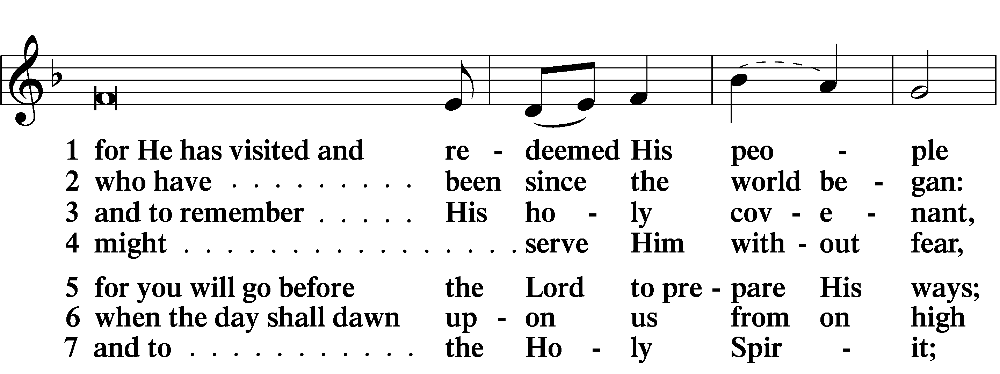 1 for He has visited and re - deemed His peo - ple
2 who have . . . . . . . . . been since the world be - gan:
3 and to remember . . . . . His ho - ly cov - e - nant,
4 might . . . . . . . . . . . . . . . . serve Him with - out fear,
5 for you will go before the Lord to pre - pare His ways;
6 when the day shall dawn up - on us from on high
7 and to . . . . . . . . . . . the Ho - ly Spir - it;